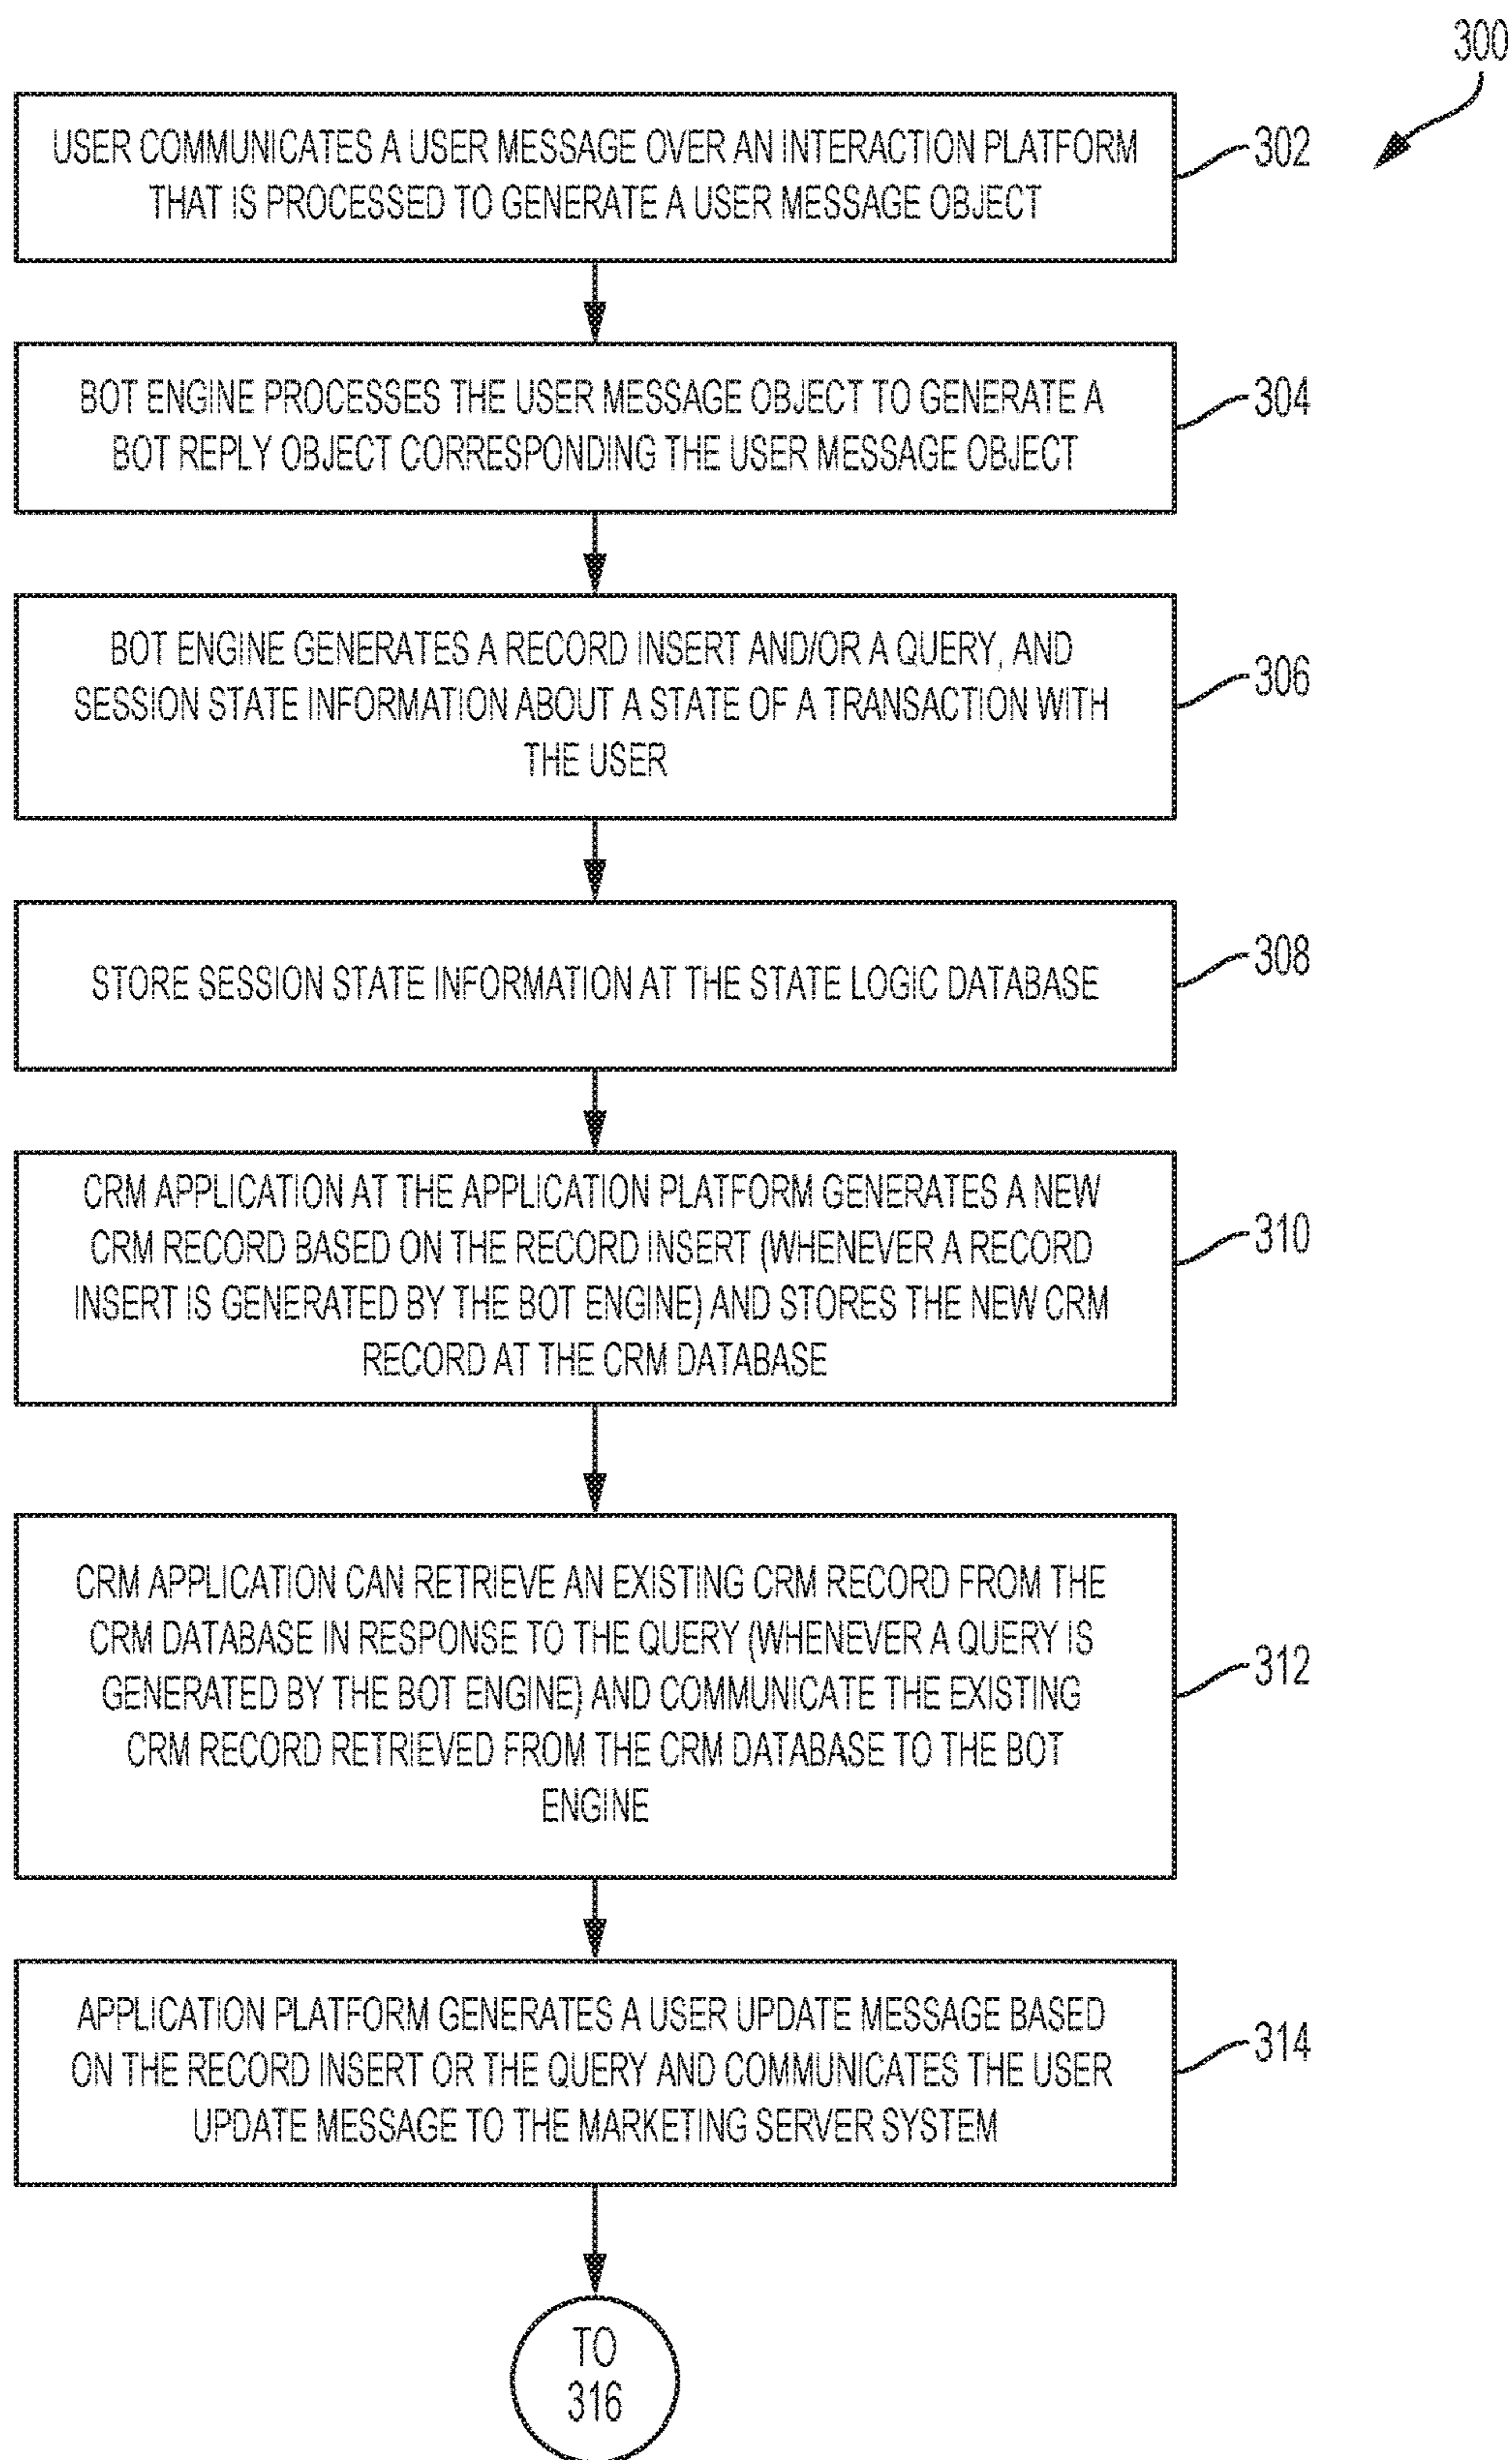 300
USER COMMUNICATES A USER MESSAGE OVER AN INTERACTION PLATFORM
THAT IS PROCESSED TO GENERATE A USER MESSAGE OBJECT
302
BOT ENGINE PROCESSES THE USER MESSAGE OBJECT TO GENERATE A
BOT REPLY OBJECT CORRESPONDING THE USER MESSAGE OBJECT
304
BOT ENGINE GENERATES A RECORD INSERT AND/OR A QUERY, AND
SESSION STATE INFORMATION ABOUT A STATE OF A TRANSACTION WITH
THE USER
306
STORE SESSION STATE INFORMATION AT THE STATE LOGIC DATABASE
308
CRM APPLICATION AT THE APPLICATION PLATFORM GENERATES A NEW
CRM RECORD BASED ON THE RECORD INSERT (WHENEVER A RECORD
INSERT IS GENERATED BY THE BOT ENGINE) AND STORES THE NEW CRM
RECORD AT THE CRM DATABASE
310
CRM APPLICATION CAN RETRIEVE AN EXISTING CRM RECORD FROM THE
CRM DATABASE IN RESPONSE TO THE QUERY (WHENEVER A QUERY IS
GENERATED BY THE BOT ENGINE) AND COMMUNICATE THE EXISTING
CRM RECORD RETRIEVED FROM THE CRM DATABASE TO THE BOT
ENGINE
312
APPLICATION PLATFORM GENERATES A USER UPDATE MESSAGE BASED
ON THE RECORD INSERT OR THE QUERY AND COMMUNICATES THE USER
UPDATE MESSAGE TO THE MARKETING SERVER SYSTEM
314
TO
316